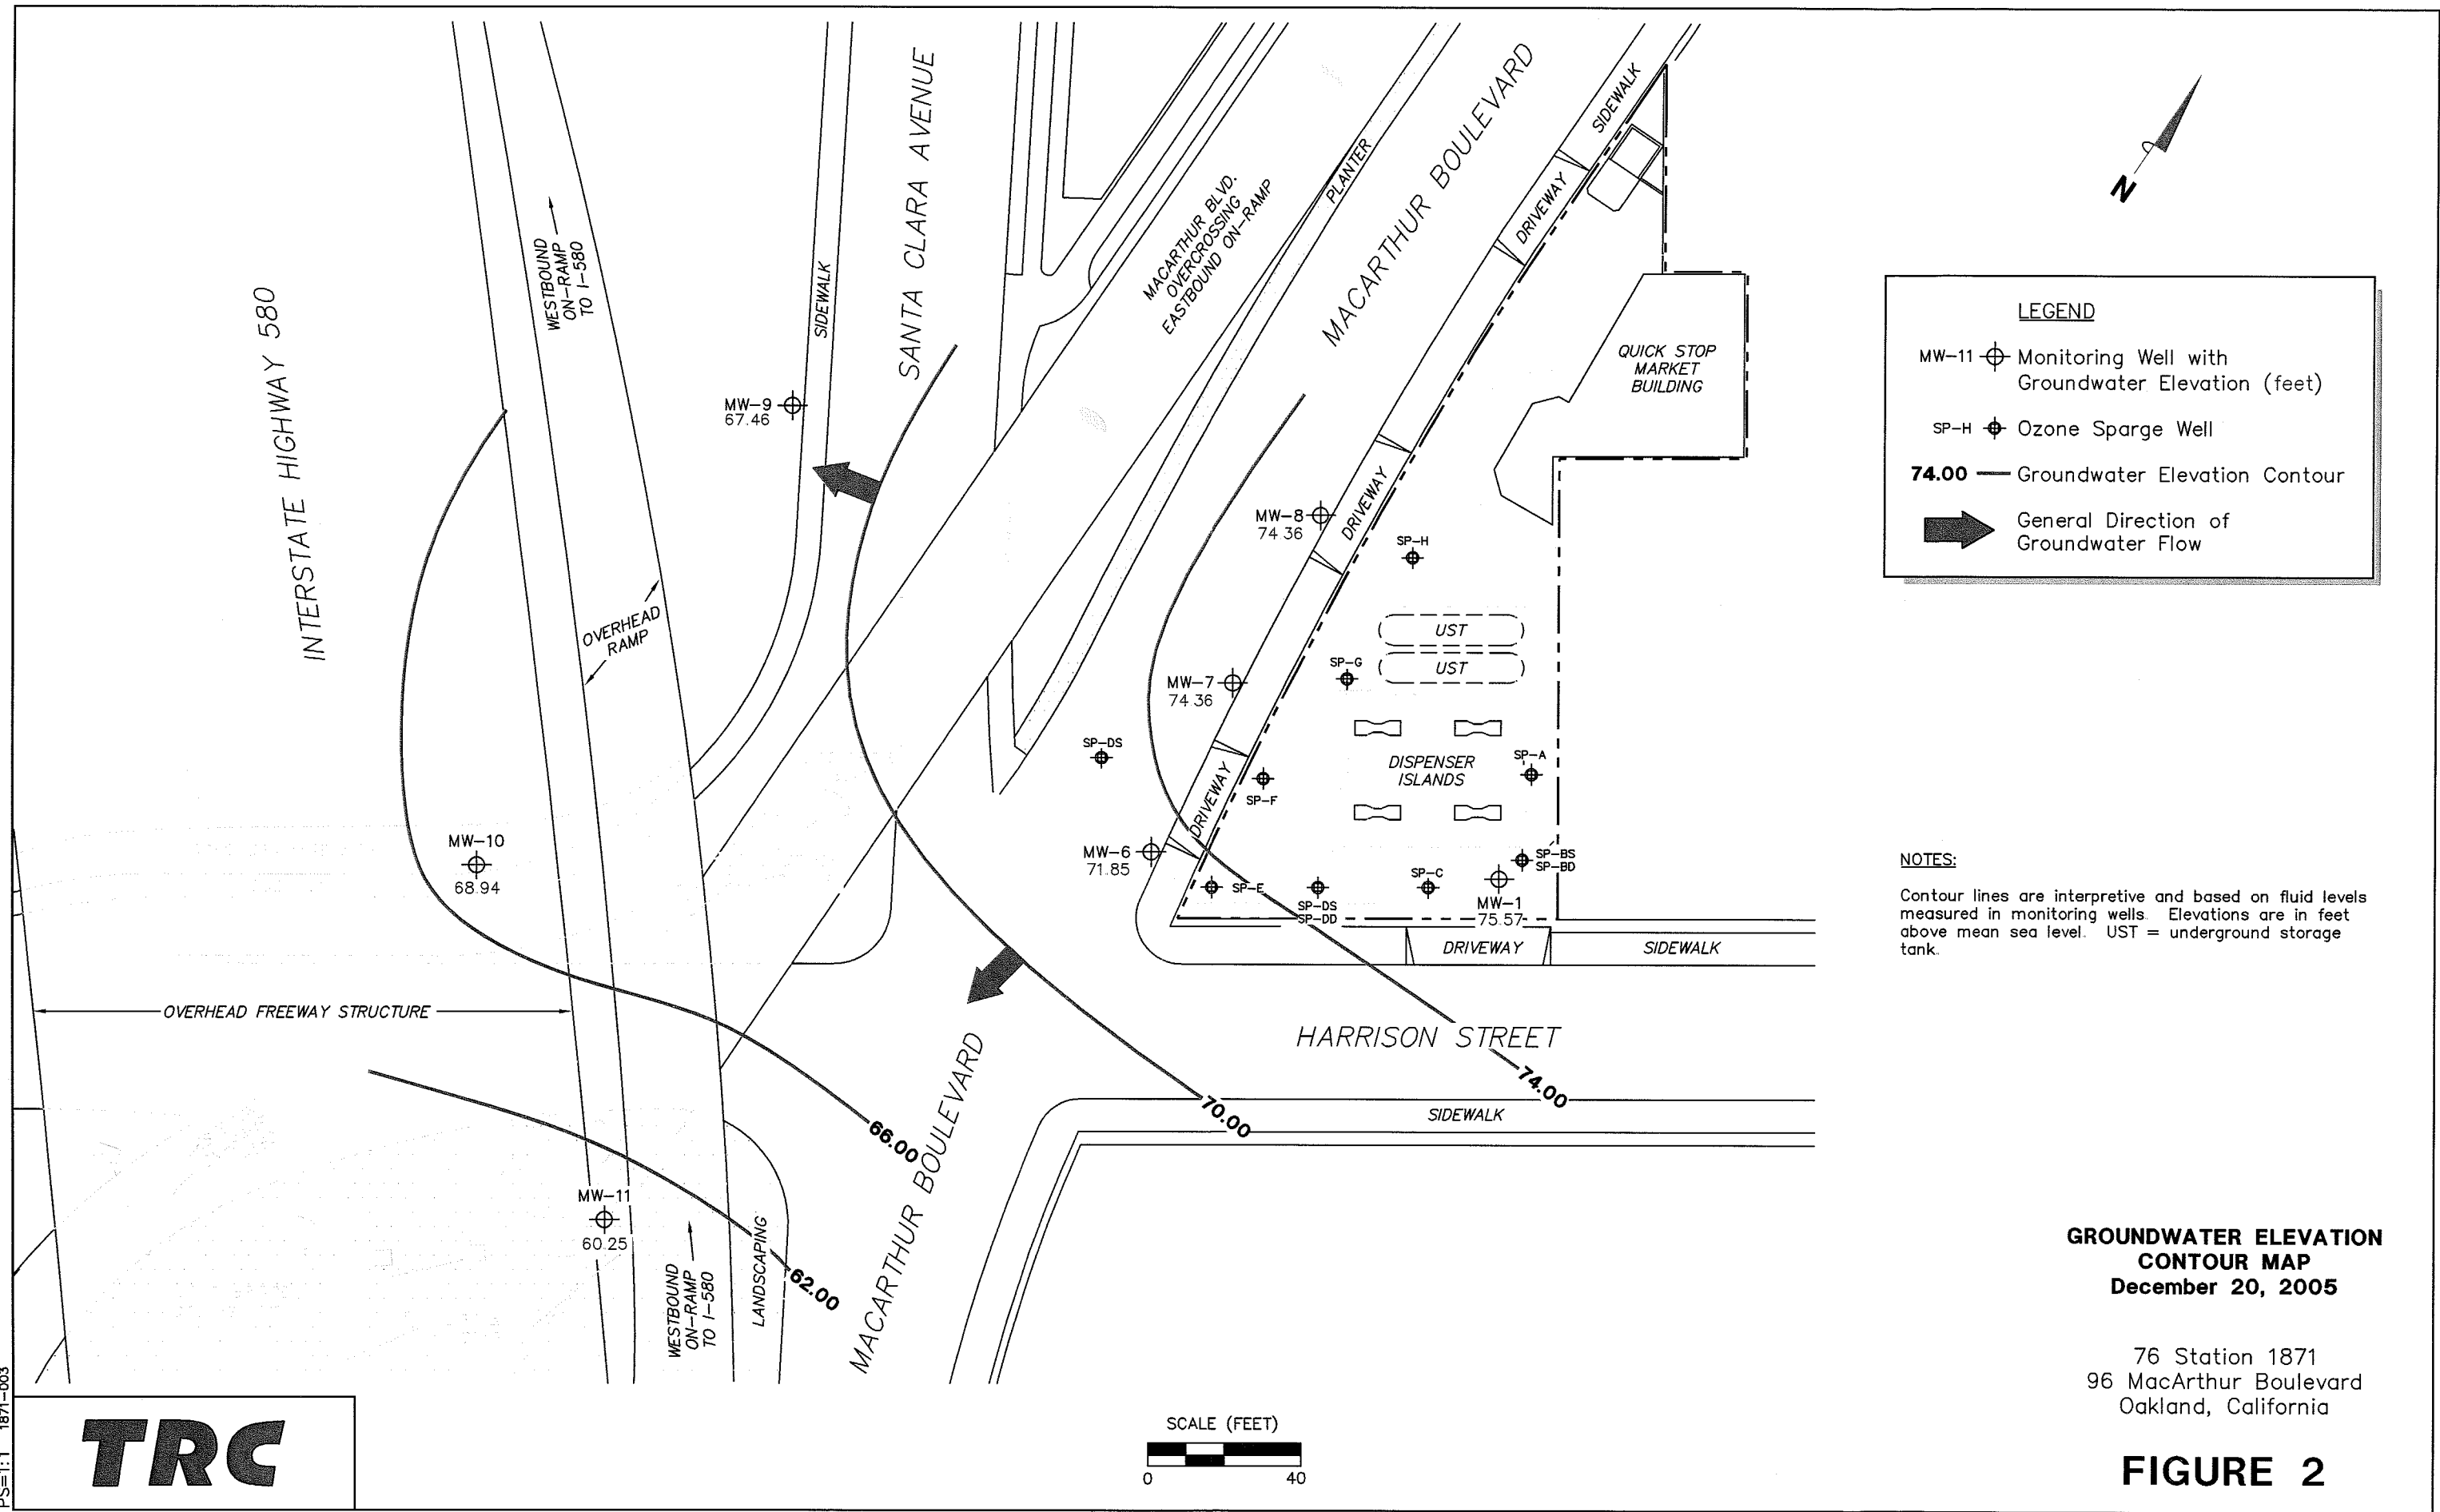 INTERSTATE HIGHWAY 580
WESTBOUND
ON-RAMP
TO I-580
SIDEWALK
SANTA CLARA AVENUE
MACARTHUR BLVD.
OVERCROSSING
EASTBOUND ON-RAMP
PLANTER
MACARTHUR BOULEVARD
SIDEWALK
DRIVEWAY
N
QUICK STOP
MARKET
BUILDING
LEGEND
MW-11 Monitoring Well with
Groundwater Elevation (feet)
SP-H Ozone Sparge Well
74.00 Groundwater Elevation Contour
General Direction of
Groundwater Flow
MW-9
67.46
MW-8
74 36
DRIVEWAY
SP-H
OVERHEAD
RAMP
UST
UST
SP-G
MW-7
74 36
SP-DS
DISPENSER
ISLANDS
SP-A
SP-F
DRIVEWAY
MW-10
68.94
MW-6
71.85
SP-E
SP-DS
SP-DD
SP-C
SP-BS
SP-BD
MW-1
75.57
DRIVEWAY
SIDEWALK
NOTES:
Contour lines are interpretive and based on fluid levels
measured in monitoring wells. Elevations are in feet
above mean sea level. UST = underground storage
tank.
OVERHEAD FREEWAY STRUCTURE
HARRISON STREET
74.00
70.00
66.00
62.00
SIDEWALK
MACARTHUR BOULEVARD
MW-11
60.25
WESTBOUND
ON-RAMP
TO I-580
LANDSCAPING
GROUNDWATER ELEVATION
CONTOUR MAP
December 20, 2005
76 Station 1871
96 MacArthur Boulevard
Oakland, California
FIGURE 2
SCALE (FEET)
0 40
TRC
PS=1:1 1871-003